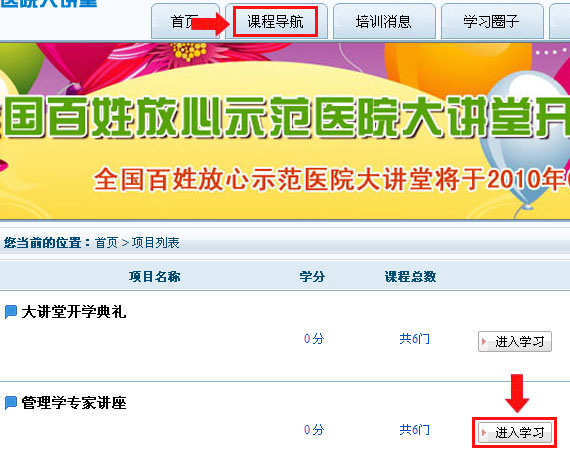 医院大讲堂
首页 课程导航 培训消息 学习圈子
全国百姓放心示范医院大讲堂开
全国百姓放心示范医院大讲堂将于2010年
您当前的位置：首页 > 项目列表
项目名称 学分 课程总数
大讲堂开学典礼
0分 共6门 进入学习
管理学专家讲座
0分 共6门 进入学习